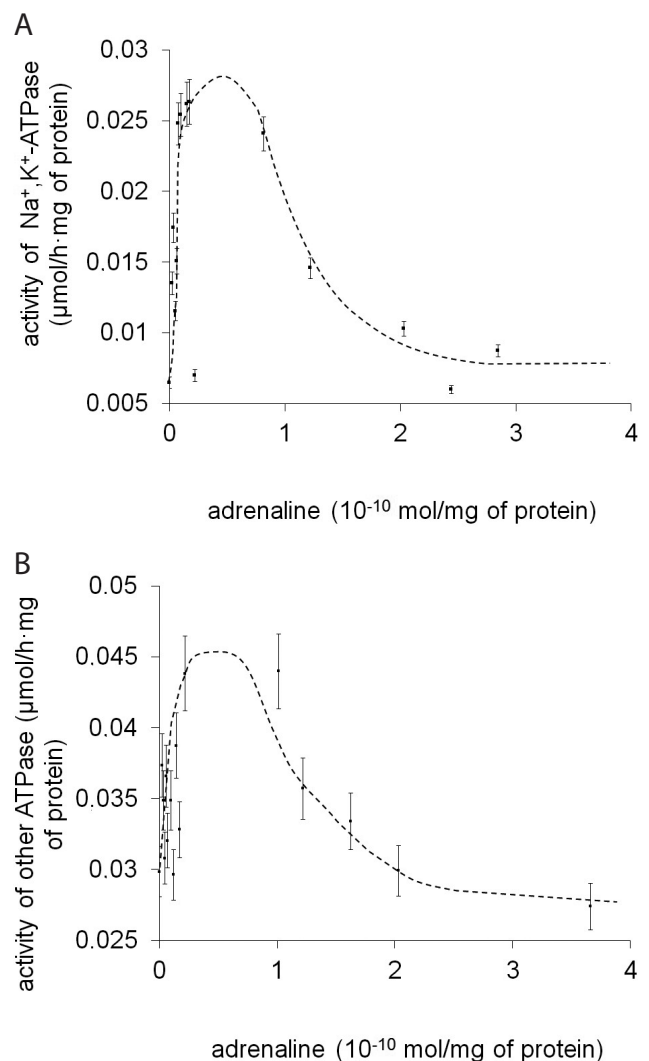 A
0.03
0.025
0.02
0.015
0.01
0.005
activity of Na⁺,K⁺-ATPase
(µmol/h·mg of protein)
0 1 2 3 4
adrenaline (10⁻¹⁰ mol/mg of protein)
B
0.05
0.045
0.04
0.035
0.03
0.025
activity of other ATPase (µmol/h·mg
of protein)
0 1 2 3 4
adrenaline (10⁻¹⁰ mol/mg of protein)